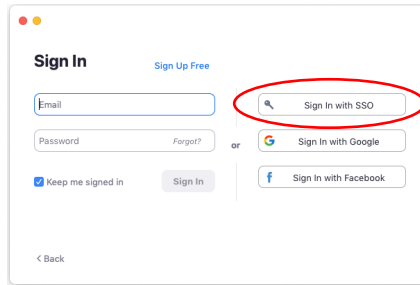 Sign In
Sign Up Free
Email
Password
Forgot?
Keep me signed in
Sign In
or
Sign In with SSO
Sign In with Google
Sign In with Facebook
< Back